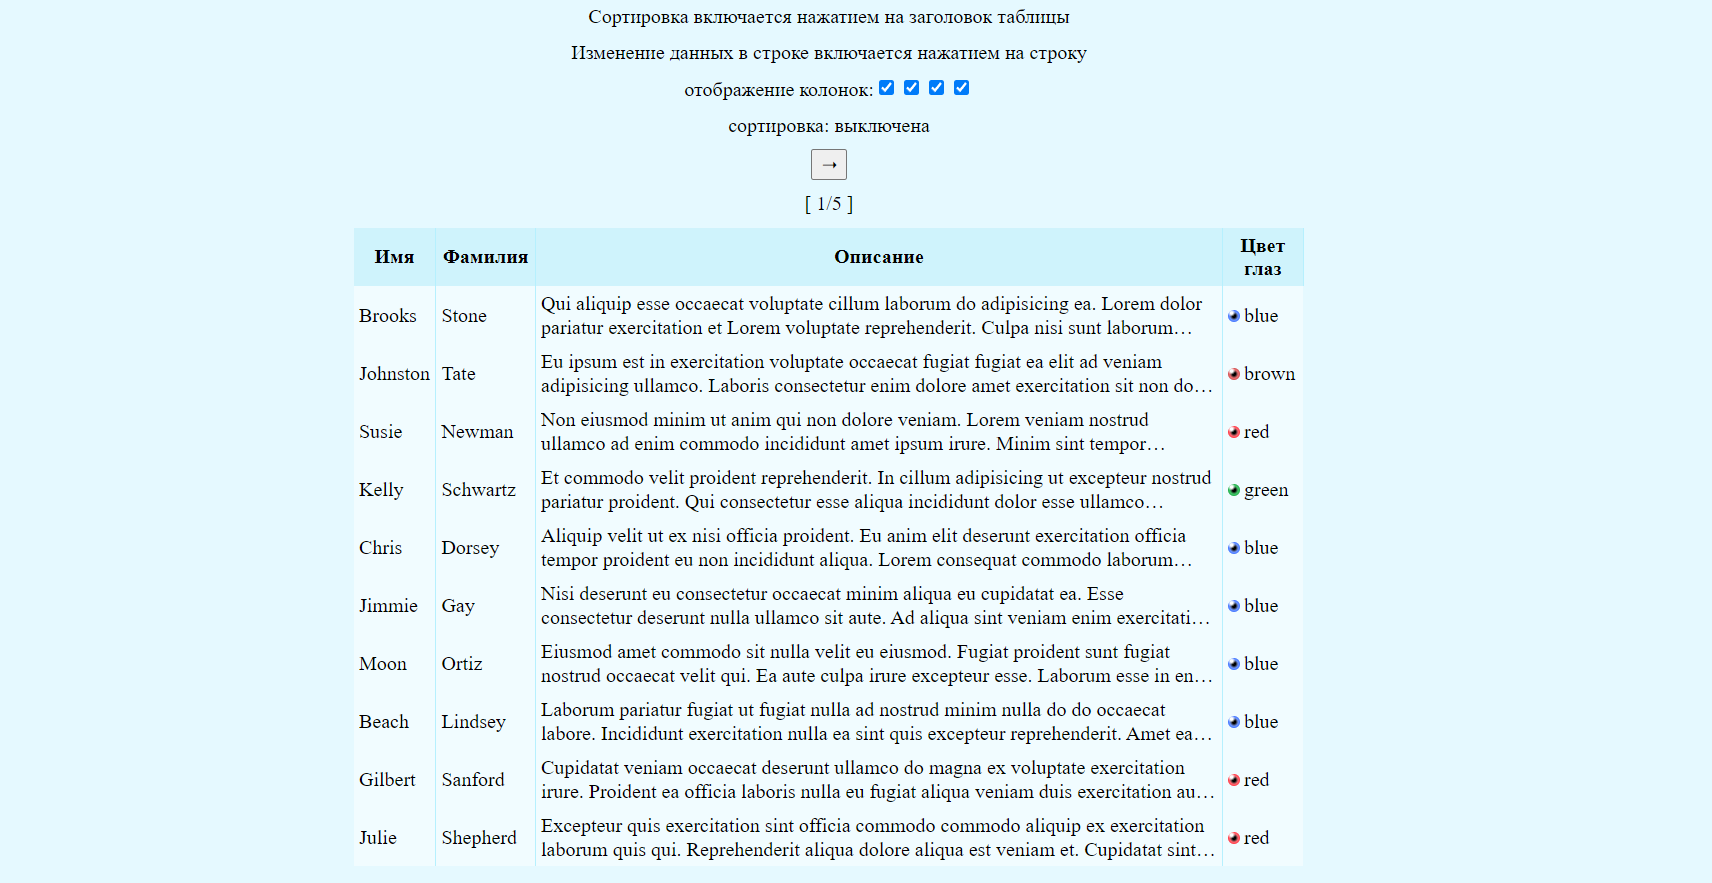 Сортировка включается нажатием на заголовок таблицы
Изменение данных в строке включается нажатием на строку
отображение колонок:
сортировка: выключена
→
[ 1/5 ]
Имя Фамилия Описание Цвет
глаз
Brooks Stone Qui aliquip esse occaecat voluptate cillum laborum do adipisicing ea. Lorem dolor
pariatur exercitation et Lorem voluptate reprehenderit. Culpa nisi sunt laborum… blue
Johnston Tate Eu ipsum est in exercitation voluptate occaecat fugiat fugiat ea elit ad veniam
adipisicing ullamco. Laboris consectetur enim dolore amet exercitation sit non do… brown
Susie Newman Non eiusmod minim ut anim qui non dolore veniam. Lorem veniam nostrud
ullamco ad enim commodo incididunt amet ipsum irure. Minim sint tempor… red
Kelly Schwartz Et commodo velit proident reprehenderit. In cillum adipisicing ut excepteur nostrud
pariatur proident. Qui consectetur esse aliqua incididunt dolor esse ullamco… green
Chris Dorsey Aliquip velit ut ex nisi officia proident. Eu anim elit deserunt exercitation officia
tempor proident eu non incididunt aliqua. Lorem consequat commodo laborum… blue
Jimmie Gay Nisi deserunt eu consectetur occaecat minim aliqua eu cupidatat ea. Esse
consectetur deserunt nulla ullamco sit aute. Ad aliqua sint veniam enim exercitati… blue
Moon Ortiz Eiusmod amet commodo sit nulla velit eu eiusmod. Fugiat proident sunt fugiat
nostrud occaecat velit qui. Ea aute culpa irure excepteur esse. Laborum esse in en… blue
Beach Lindsey Laborum pariatur fugiat ut fugiat nulla ad nostrud minim nulla do do occaecat
labore. Incididunt exercitation nulla ea sint quis excepteur reprehenderit. Amet ea… blue
Gilbert Sanford Cupidatat veniam occaecat deserunt ullamco do magna ex voluptate exercitation
irure. Proident ea officia laboris nulla eu fugiat aliqua veniam duis exercitation au… red
Julie Shepherd Excepteur quis exercitation sint officia commodo commodo aliquip ex exercitation
laborum quis qui. Reprehenderit aliqua dolore aliqua est veniam et. Cupidatat sint… red